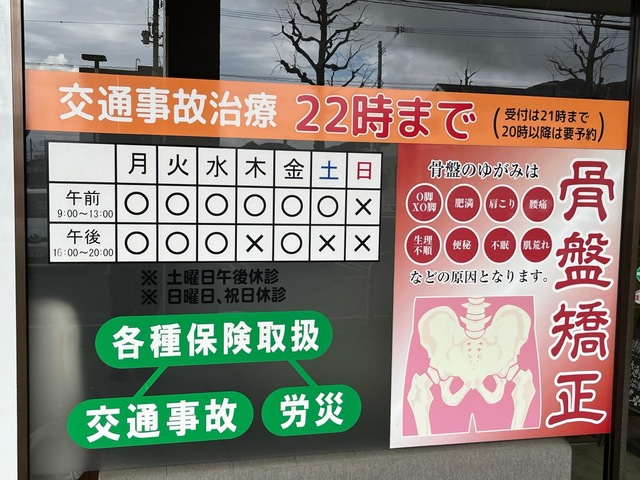 交通事故治療 22時まで
(受付は21時まで
20時以降は要予約)
月 火 水 木 金 土 日
午前 9:00~13:00 ○ ○ ○ ○ ○ ○ ×
午後 16:00~20:00 ○ ○ ○ × ○ × ×
※ 土曜日午後休診
※ 日曜日、祝日休診
各種保険取扱
交通事故 労災
骨盤矯正
骨盤のゆがみは
O脚 XO脚 肥満 肩こり 腰痛
生理不順 便秘 不眠 肌荒れ
などの原因となります。